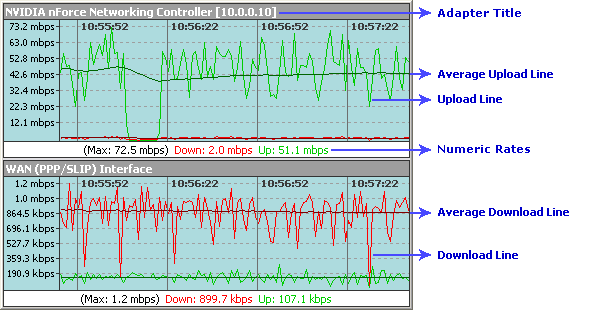 NVIDIA nForce Networking Controller [10.0.0.10]
Adapter Title
10:55:52 10:56:22 10:56:52 10:57:22
73.2 mbps
63.0 mbps
52.8 mbps
42.6 mbps
Average Upload Line
32.4 mbps
Upload Line
22.3 mbps
12.1 mbps
(Max: 72.5 mbps) Down: 2.0 mbps Up: 51.1 mbps
Numeric Rates
WAN (PPP/SLIP) Interface
10:55:52 10:56:22 10:56:52 10:57:22
1.2 mbps
1.0 mbps
864.5 kbps
Average Download Line
696.1 kbps
527.7 kbps
Download Line
359.3 kbps
190.9 kbps
(Max: 1.2 mbps) Down: 899.7 kbps Up: 107.1 kbps